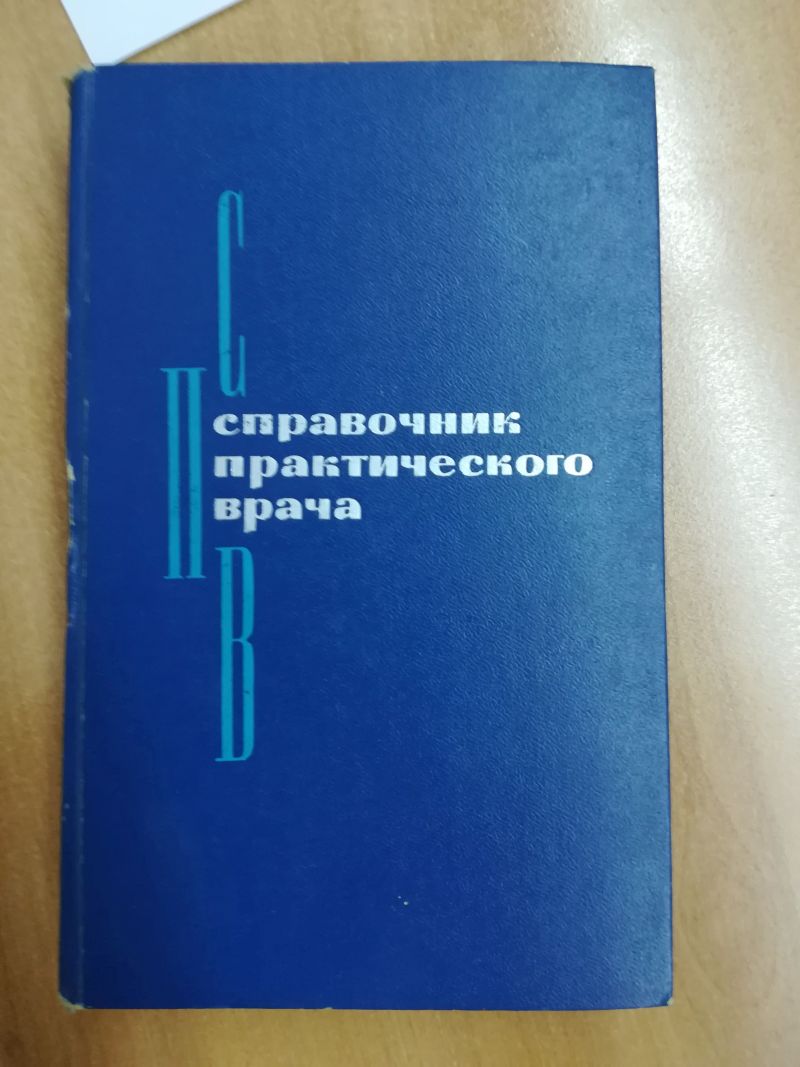 С
П
справочник
практического
врача
В